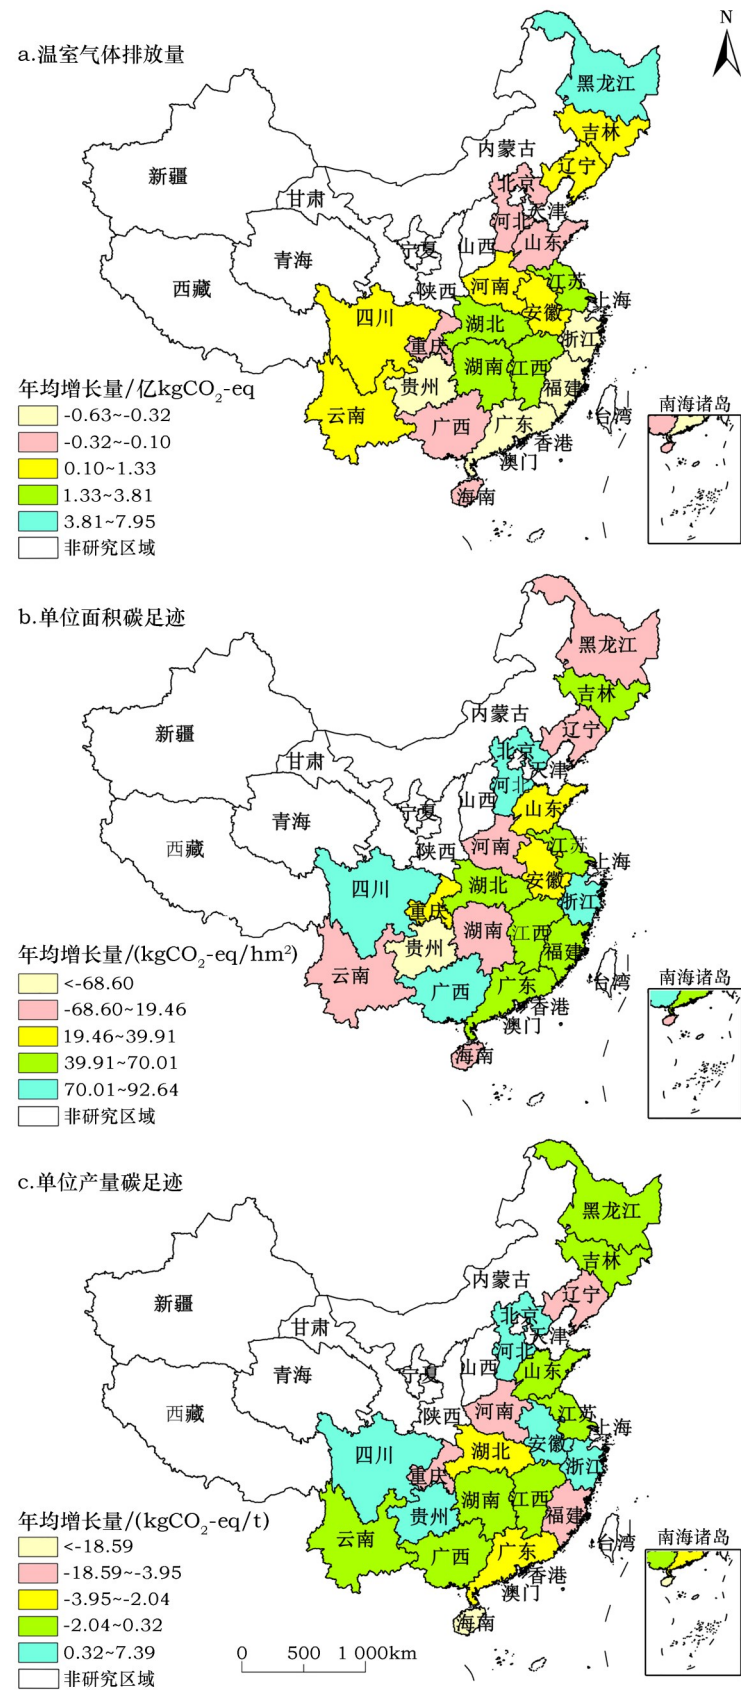 N
a.温室气体排放量
黑龙江
吉林
辽宁
内蒙古
新疆
北京
甘肃
天津
河北
宁夏
山西
山东
青海
西藏
陕西
河南
江苏
上海
四川
安徽
湖北
重庆
浙江
湖南
江西
贵州
福建
年均增长量/亿kgCO₂-eq
云南
广西
广东
台湾
南海诸岛
香港
澳门
海南
-0.63~-0.32
-0.32~-0.10
0.10~1.33
1.33~3.81
3.81~7.95
非研究区域
b.单位面积碳足迹
黑龙江
吉林
辽宁
内蒙古
新疆
北京
甘肃
天津
河北
宁夏
山西
山东
青海
西藏
陕西
河南
江苏
上海
四川
安徽
湖北
重庆
浙江
湖南
江西
贵州
福建
年均增长量/(kgCO₂-eq/hm²)
云南
广西
广东
台湾
南海诸岛
香港
澳门
海南
<-68.60
-68.60~19.46
19.46~39.91
39.91~70.01
70.01~92.64
非研究区域
c.单位产量碳足迹
黑龙江
吉林
辽宁
内蒙古
新疆
北京
甘肃
天津
河北
宁夏
山西
山东
青海
西藏
陕西
河南
江苏
上海
四川
安徽
湖北
重庆
浙江
湖南
江西
贵州
福建
年均增长量/(kgCO₂-eq/t)
云南
广西
广东
台湾
南海诸岛
香港
澳门
海南
<-18.59
-18.59~-3.95
-3.95~-2.04
-2.04~0.32
0.32~7.39
非研究区域
0 500 1 000km